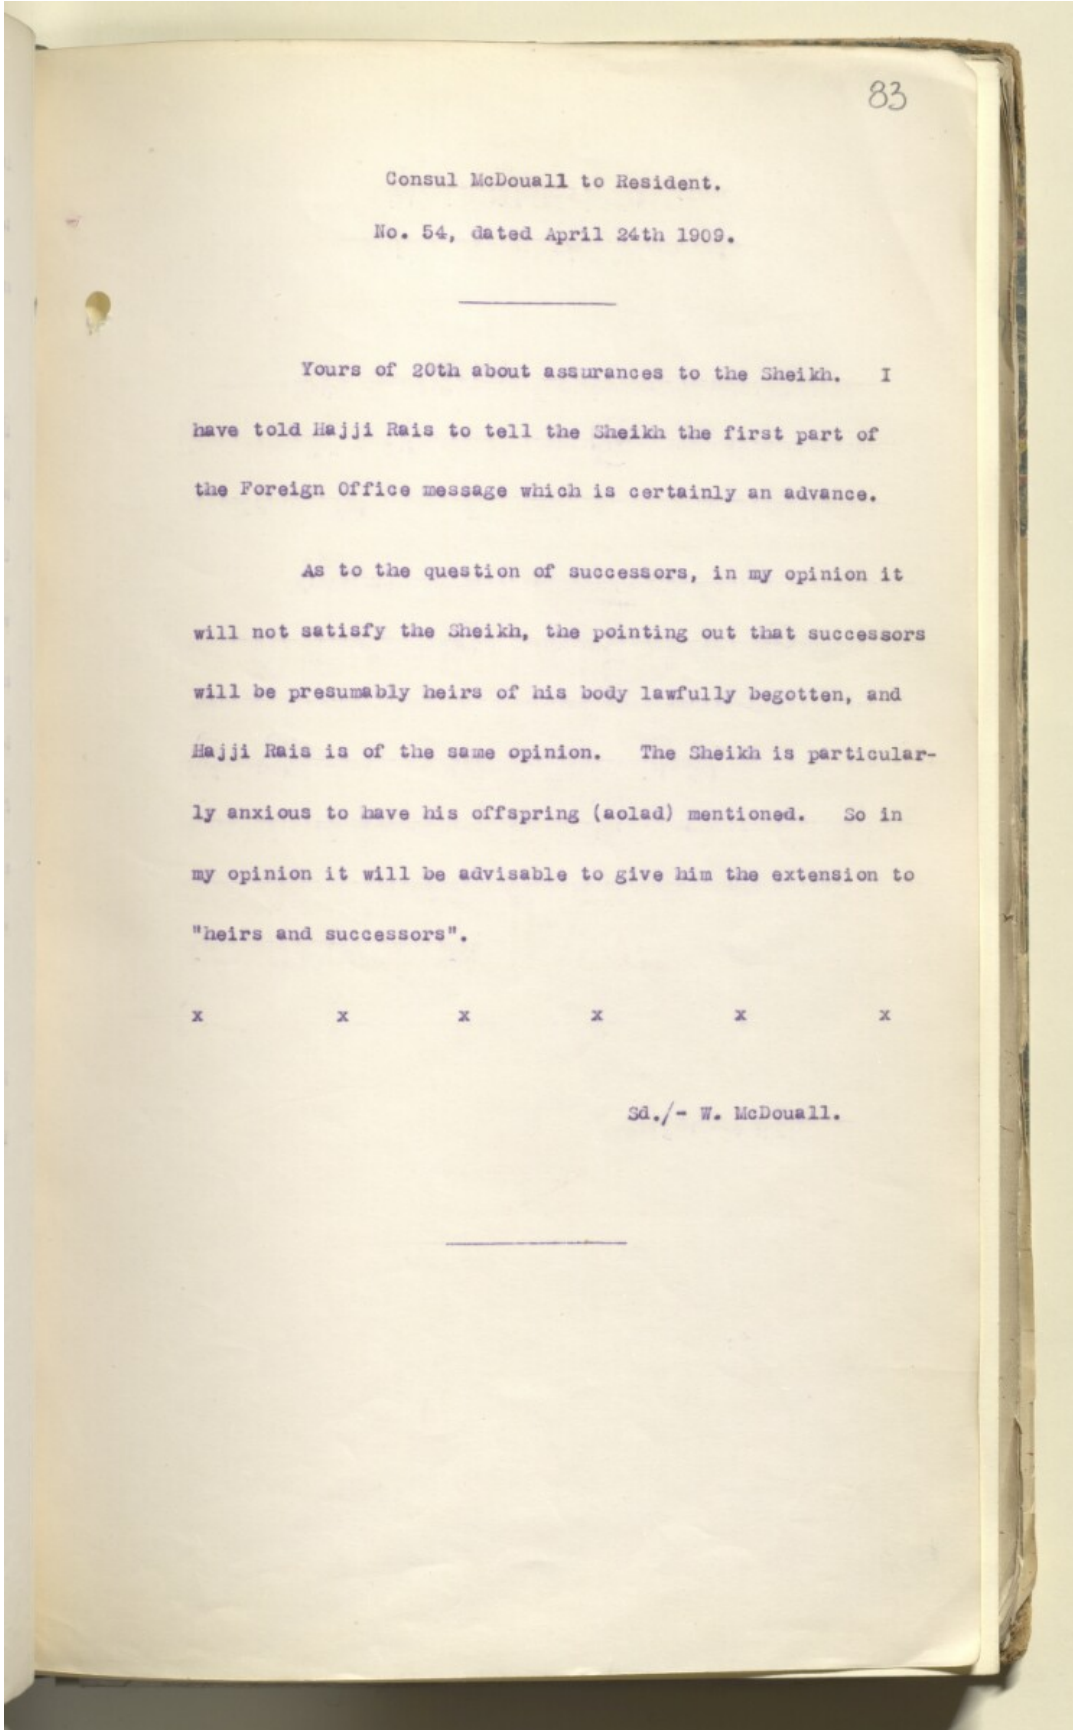 83
Consul McDouall to Resident.
No. 54, dated April 24th 1909.
Yours of 20th about assurances to the Sheikh. I
have told Hajji Rais to tell the Sheikh the first part of
the Foreign Office message which is certainly an advance.
As to the question of successors, in my opinion it
will not satisfy the Sheikh, the pointing out that successors
will be presumably heirs of his body lawfully begotten, and
Hajji Rais is of the same opinion. The Sheikh is particular-
ly anxious to have his offspring (aolad) mentioned. So in
my opinion it will be advisable to give him the extension to
"heirs and successors".
x x x x x x
Sd./- W. McDouall.